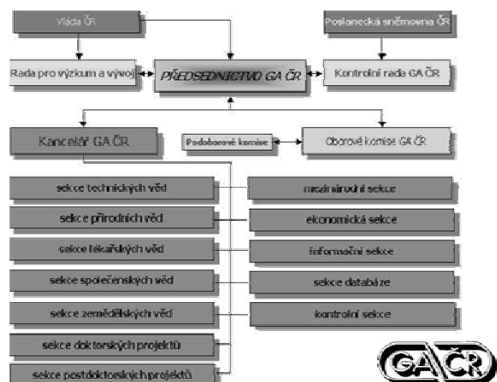 Vláda ČR
Poslanecká sněmovna ČR
Rada pro výzkum a vývoj
PŘEDSEDNICTVO GA ČR
Kontrolní rada GA ČR
Kancelář GA ČR
Podoborové komise
Oborové komise GA ČR
sekce technických věd
mezinárodní sekce
sekce přírodních věd
ekonomická sekce
sekce lékařských věd
informační sekce
sekce společenských věd
sekce databáze
sekce zemědělských věd
kontrolní sekce
sekce doktorských projektů
sekce postdoktorských projektů
GAČR